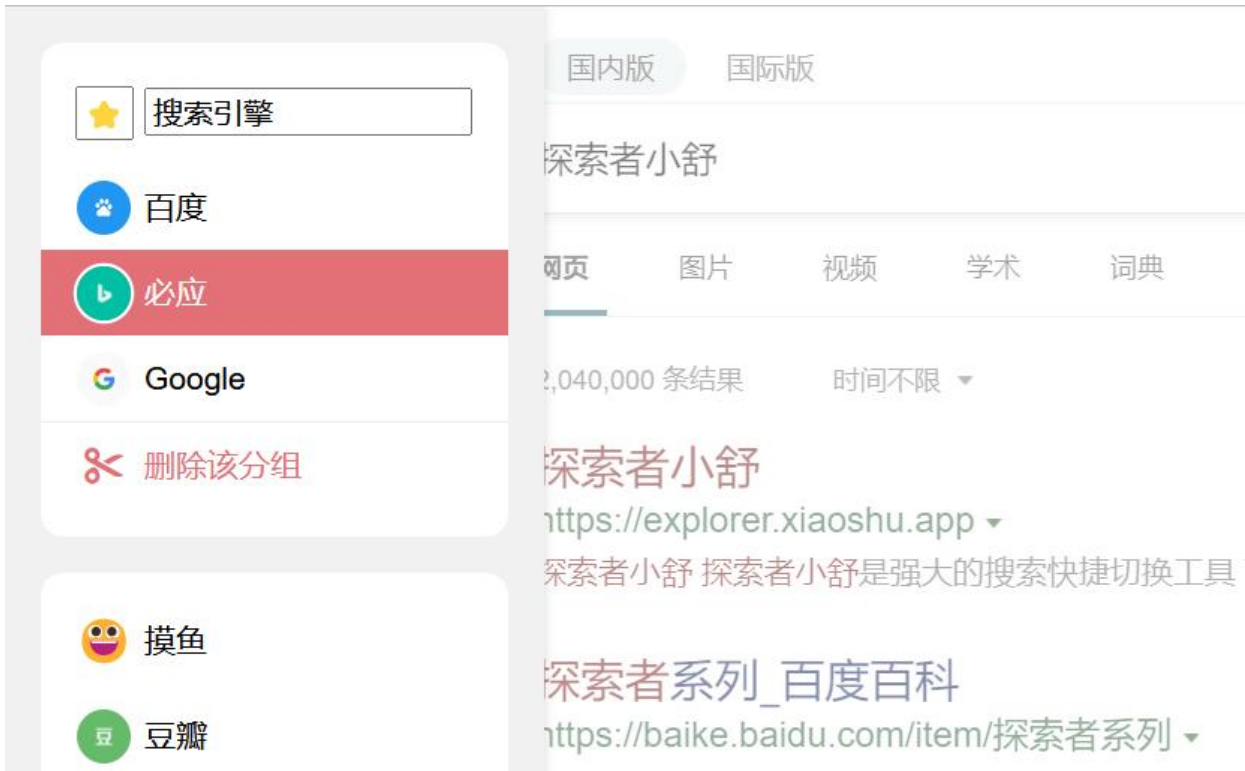 搜索引擎
百度
必应
Google
删除该分组
摸鱼
豆瓣
国内版 国际版
探索者小舒
网页 图片 视频 学术 词典
2,040,000 条结果 时间不限
探索者小舒
https://explorer.xiaoshu.app
探索者小舒 探索者小舒是强大的搜索快捷切换工具
探索者系列_百度百科
https://baike.baidu.com/item/探索者系列